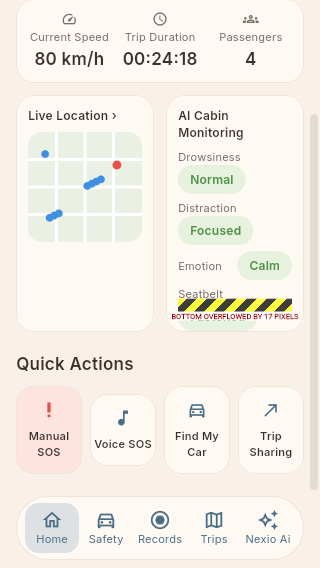 Current Speed
Trip Duration
Passengers
80 km/h
00:24:18
4
Live Location ›
AI Cabin
Monitoring
Drowsiness
Normal
Distraction
Focused
Emotion
Calm
Seatbelt
BOTTOM OVERFLOWED BY 17 PIXELS
Quick Actions
Manual
SOS
Voice SOS
Find My
Car
Trip
Sharing
Home
Safety
Records
Trips
Nexio Ai